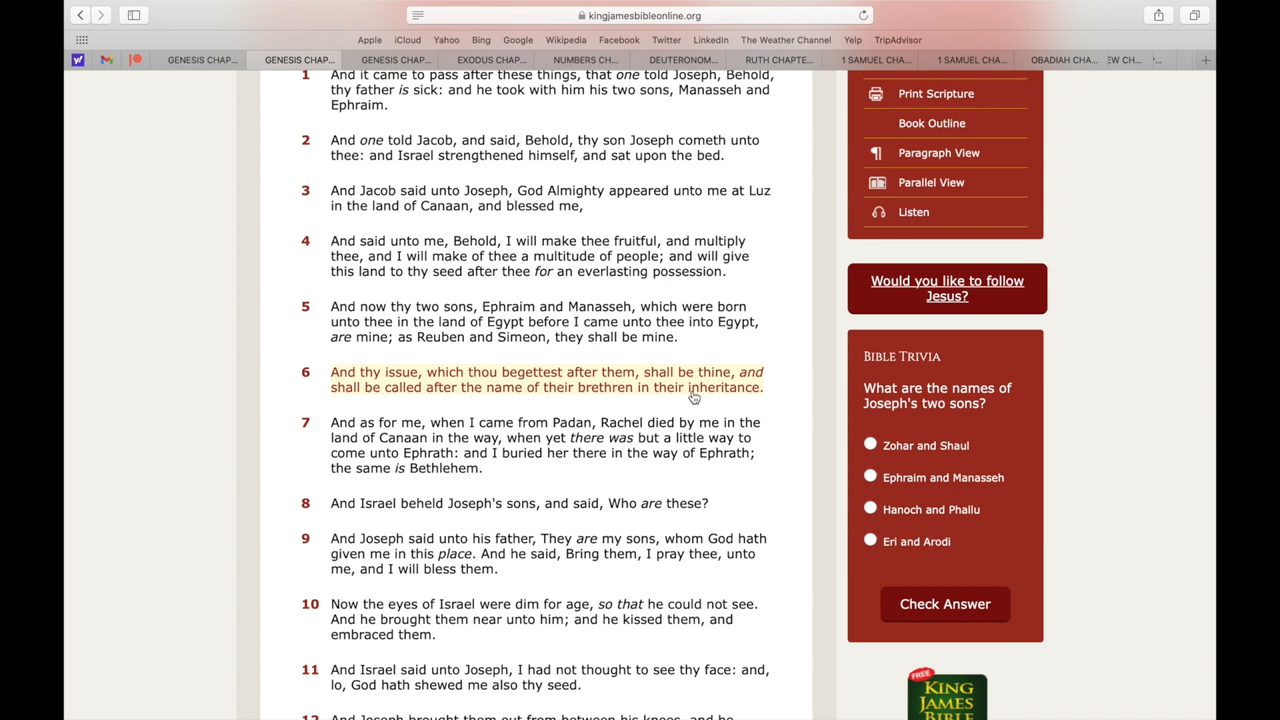 kingjamesbibleonline.org
Apple iCloud Yahoo Bing Google Wikipedia Facebook Twitter LinkedIn The Weather Channel Yelp TripAdvisor
GENESIS CHAP... GENESIS CHAP... GENESIS CHAP... EXODUS CHAP... NUMBERS CH... DEUTERONOM... RUTH CHAPTE... 1 SAMUEL CHA... 1 SAMUEL CHA... OBADIAH CHA... EW CH...
1 And it came to pass after these things, that one told Joseph, Behold,
thy father is sick: and he took with him his two sons, Manasseh and
Ephraim.
2 And one told Jacob, and said, Behold, thy son Joseph cometh unto
thee: and Israel strengthened himself, and sat upon the bed.
3 And Jacob said unto Joseph, God Almighty appeared unto me at Luz
in the land of Canaan, and blessed me,
4 And said unto me, Behold, I will make thee fruitful, and multiply
thee, and I will make of thee a multitude of people; and will give
this land to thy seed after thee for an everlasting possession.
5 And now thy two sons, Ephraim and Manasseh, which were born
unto thee in the land of Egypt before I came unto thee into Egypt,
are mine; as Reuben and Simeon, they shall be mine.
6 And thy issue, which thou begettest after them, shall be thine, and
shall be called after the name of their brethren in their inheritance.
7 And as for me, when I came from Padan, Rachel died by me in the
land of Canaan in the way, when yet there was but a little way to
come unto Ephrath: and I buried her there in the way of Ephrath;
the same is Bethlehem.
8 And Israel beheld Joseph's sons, and said, Who are these?
9 And Joseph said unto his father, They are my sons, whom God hath
given me in this place. And he said, Bring them, I pray thee, unto
me, and I will bless them.
10 Now the eyes of Israel were dim for age, so that he could not see.
And he brought them near unto him; and he kissed them, and
embraced them.
11 And Israel said unto Joseph, I had not thought to see thy face: and,
lo, God hath shewed me also thy seed.
12 And Joseph brought them out from between his knees, and he
Print Scripture
Book Outline
Paragraph View
Parallel View
Listen
Would you like to follow
Jesus?
BIBLE TRIVIA
What are the names of
Joseph's two sons?
Zohar and Shaul
Ephraim and Manasseh
Hanoch and Phallu
Eri and Arodi
Check Answer
FREE
KING
JAMES
BIBLE